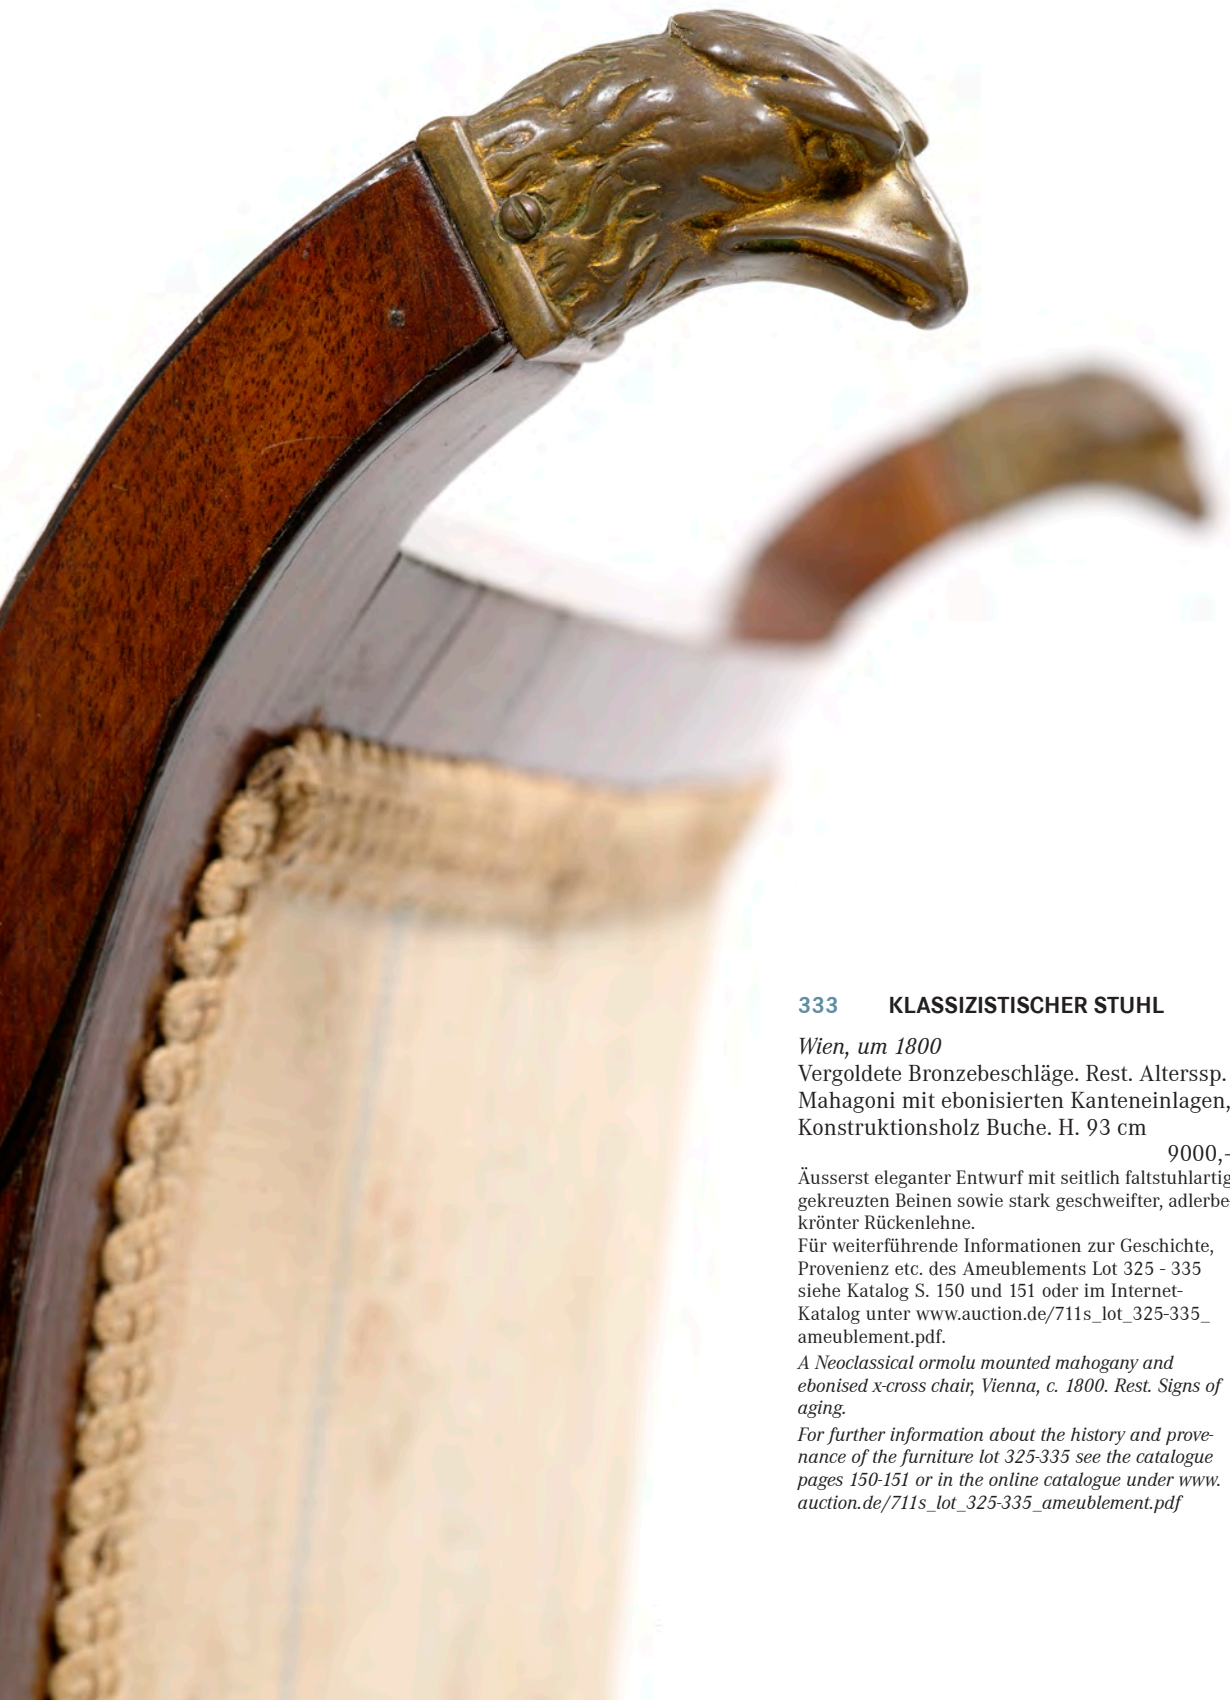 333 KLASSIZISTISCHER STUHL
Wien, um 1800
Vergoldete Bronzebeschläge. Rest. Alterssp.
Mahagoni mit ebonisierten Kanteneinlagen,
Konstruktionsholz Buche. H. 93 cm
9000,-
Äusserst eleganter Entwurf mit seitlich faltstuhlartig
gekreuzten Beinen sowie stark geschweifter, adlerbe
krönter Rückenlehne.
Für weiterführende Informationen zur Geschichte,
Provenienz etc. des Ameublements Lot 325 - 335
siehe Katalog S. 150 und 151 oder im Internet-
Katalog unter www.auction.de/711s_lot_325-335_
ameublement.pdf.
A Neoclassical ormolu mounted mahogany and
ebonised x-cross chair, Vienna, c. 1800. Rest. Signs of
aging.
For further information about the history and prove-
nance of the furniture lot 325-335 see the catalogue
pages 150-151 or in the online catalogue under www.
auction.de/711s_lot_325-335_ameublement.pdf